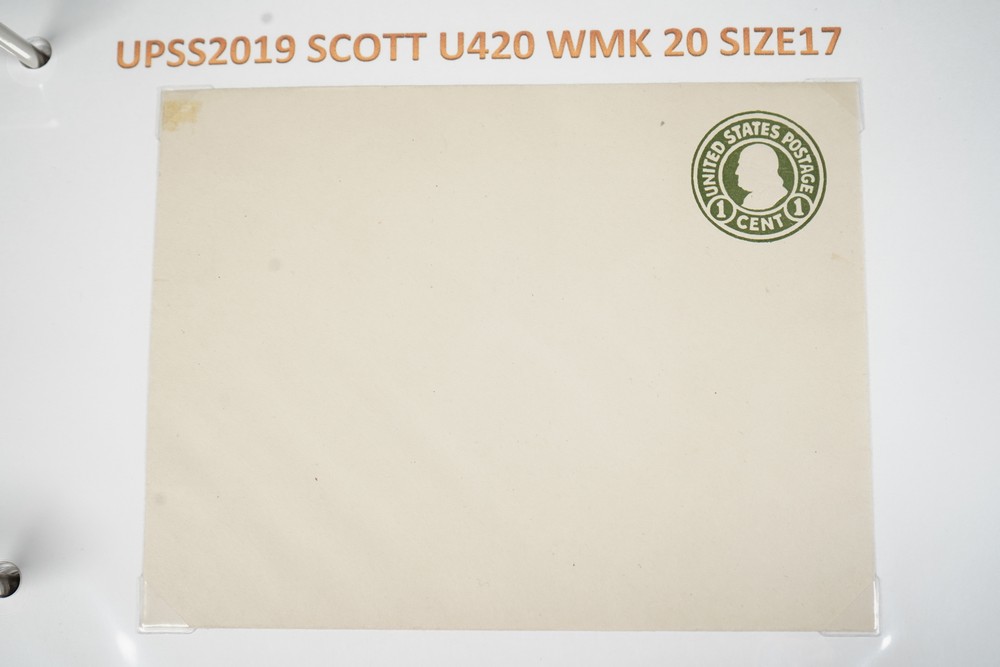 UPSS2019 SCOTT U420 WMK 20 SIZE17
UNITED STATES POSTAGE
1 CENT 1